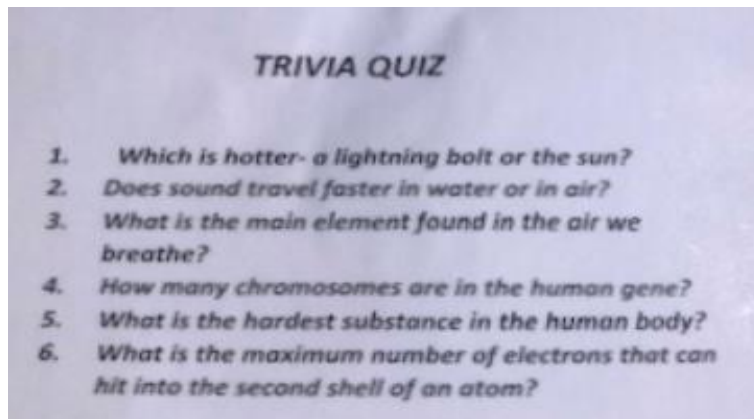 TRIVIA QUIZ
1. Which is hotter- a lightning bolt or the sun?
2. Does sound travel faster in water or in air?
3. What is the main element found in the air we
breathe?
4. How many chromosomes are in the human gene?
5. What is the hardest substance in the human body?
6. What is the maximum number of electrons that can
hit into the second shell of an atom?